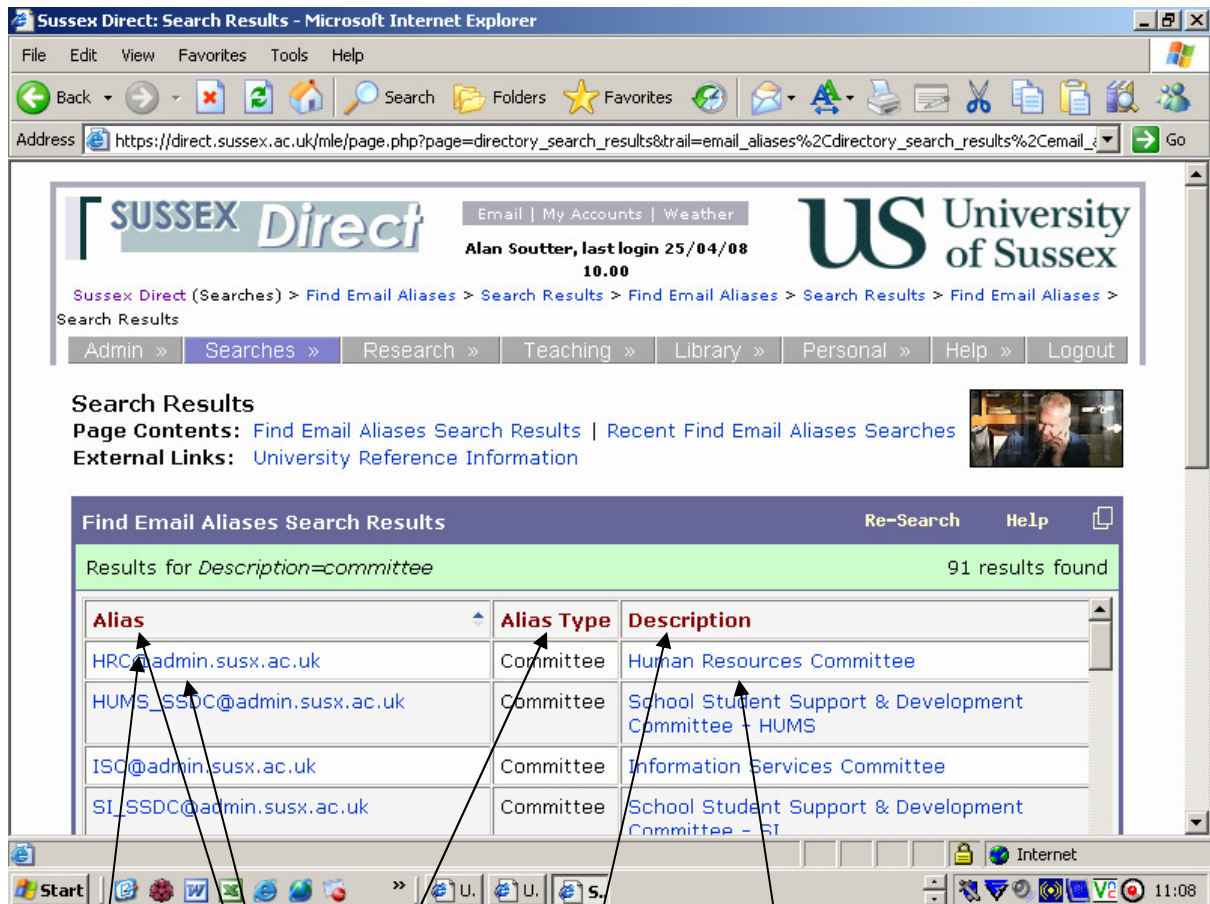 Sussex Direct: Search Results - Microsoft Internet Explorer
File Edit View Favorites Tools Help
Back Search Folders Favorites
Address https://direct.sussex.ac.uk/mle/page.php?page=directory_search_results&trail=email_aliases%2Cdirectory_search_results%2Cemail_ Go
SUSSEX Direct
Email | My Accounts | Weather
Alan Soutter, last login 25/04/08
10.00
US University
of Sussex
Sussex Direct (Searches) > Find Email Aliases > Search Results > Find Email Aliases > Search Results > Find Email Aliases >
Search Results
Admin » Searches » Research » Teaching » Library » Personal » Help » Logout
Search Results
Page Contents: Find Email Aliases Search Results | Recent Find Email Aliases Searches
External Links: University Reference Information
Find Email Aliases Search Results Re-Search Help
Results for Description=committee 91 results found
Alias Alias Type Description
HRC@admin.susx.ac.uk Committee Human Resources Committee
HUMS_SSDC@admin.susx.ac.uk Committee School Student Support & Development
Committee - HUMS
ISC@admin.susx.ac.uk Committee Information Services Committee
SI_SSDC@admin.susx.ac.uk Committee School Student Support & Development
Committee - SI
Internet
Start » U. U. S.. V2 11:08